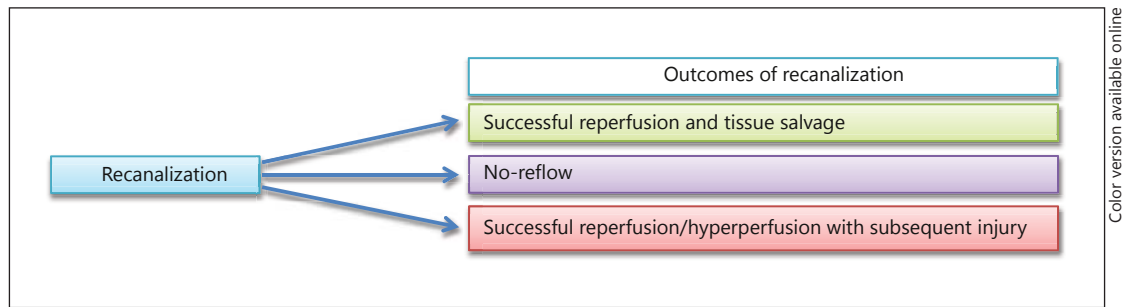 Outcomes of recanalization
Successful reperfusion and tissue salvage
Recanalization
No-reflow
Successful reperfusion/hyperperfusion with subsequent injury
Color version available online